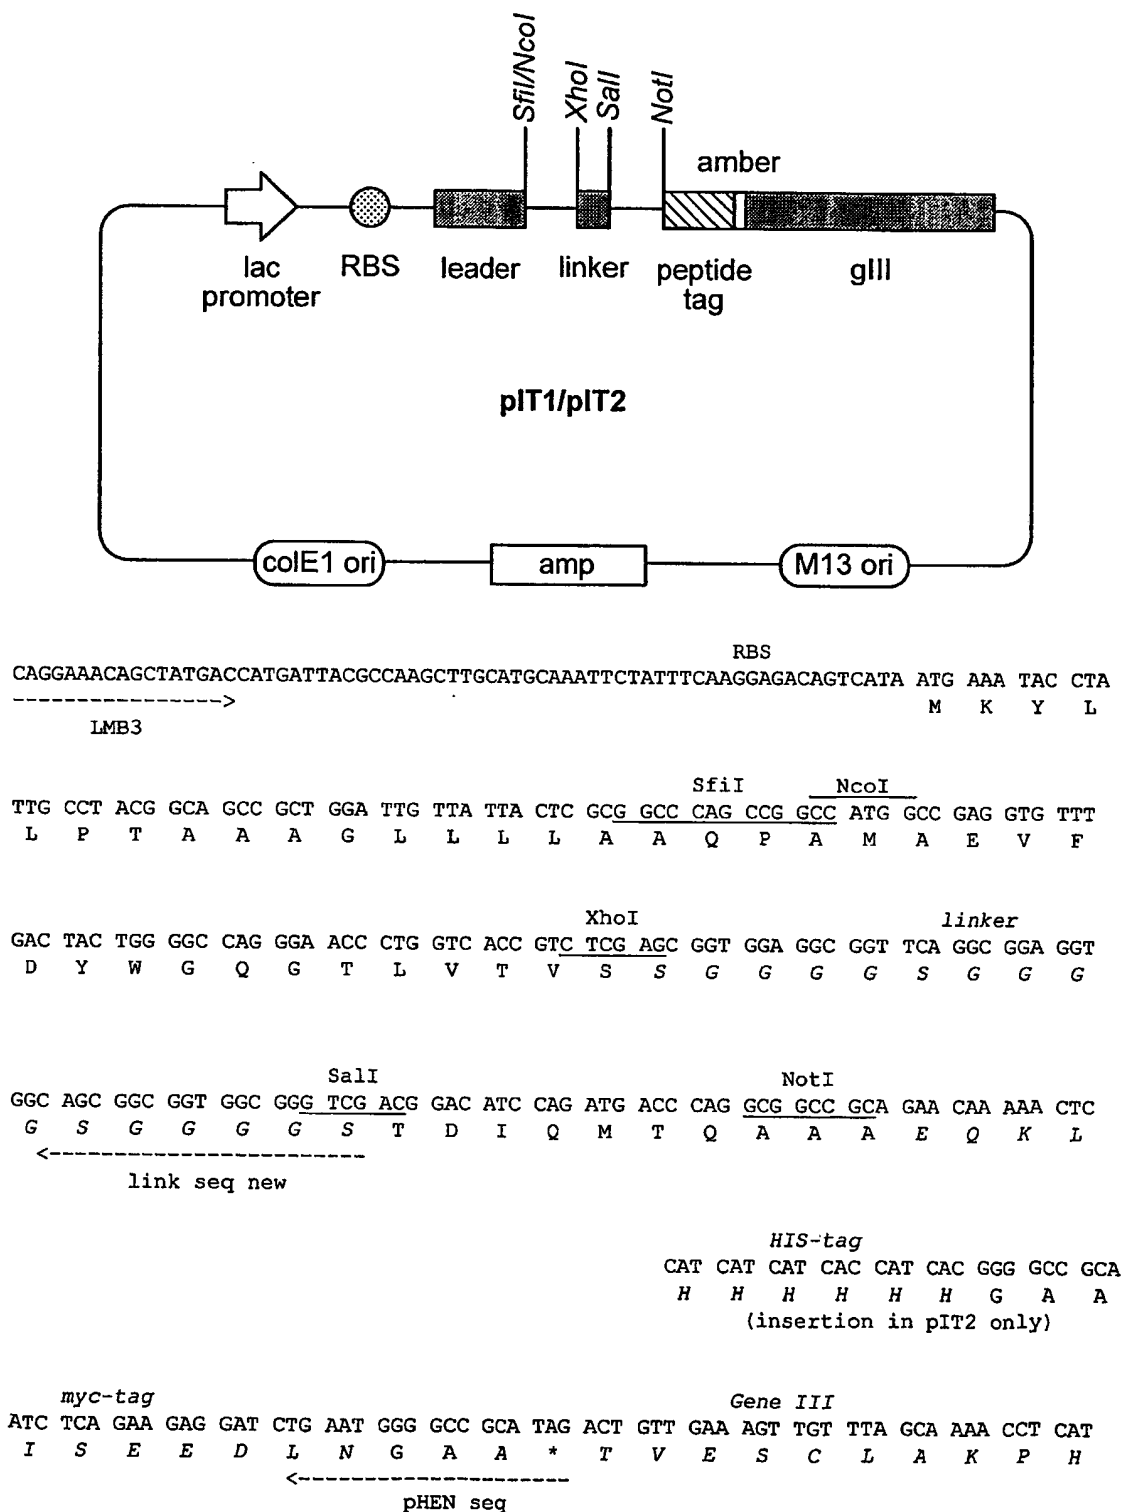 SfiI/NcoI
XhoI
SalI
NotI
amber
lac promoter
RBS
leader
linker
peptide tag
gIII
pIT1/pIT2
colE1 ori
amp
M13 ori
RBS
CAGGAAACAGCTATGACCATGATTACGCCAAGCTTGCATGCAAATTCTATTTCAAGGAGACAGTCATA ATG AAA TAC CTA
---------------->
M K Y L
LMB3
SfiI NcoI
TTG CCT ACG GCA GCC GCT GGA TTG TTA TTA CTC GCG GCC CAG CCG GCC ATG GCC GAG GTG TTT
L P T A A A G L L L L A A Q P A M A E V F
XhoI linker
GAC TAC TGG GGC CAG GGA ACC CTG GTC ACC GTC TCG AGC GGT GGA GGC GGT TCA GGC GGA GGT
D Y W G Q G T L V T V S S G G G G S G G G
SalI NotI
GGC AGC GGC GGT GGC GGG TCG ACG GAC ATC CAG ATG ACC CAG GCG GCC GCA GAA CAA AAA CTC
G S G G G G S T D I Q M T Q A A A E Q K L
<------------------------
link seq new
HIS-tag
CAT CAT CAT CAC CAT CAC GGG GCC GCA
H H H H H H G A A
(insertion in pIT2 only)
myc-tag Gene III
ATC TCA GAA GAG GAT CTG AAT GGG GCC GCA TAG ACT GTT GAA AGT TGT TTA GCA AAA CCT CAT
I S E E D L N G A A * T V E S C L A K P H
<--------------------
pHEN seq